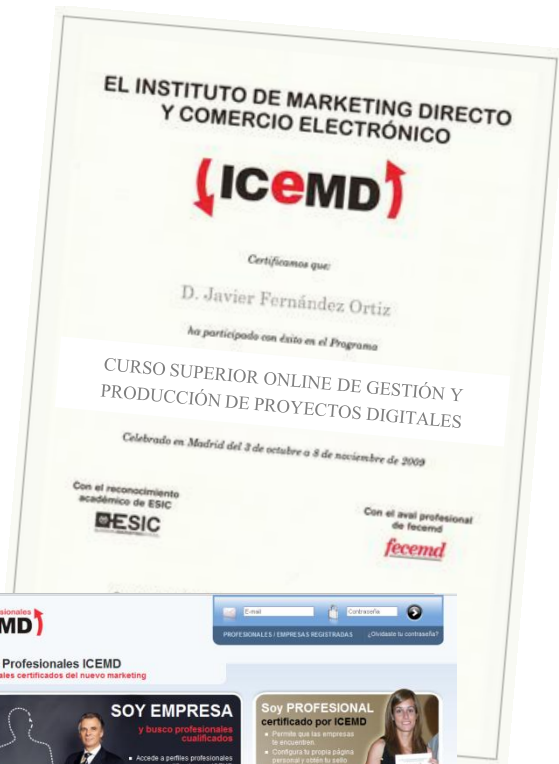 EL INSTITUTO DE MARKETING DIRECTO
Y COMERCIO ELECTRÓNICO
ICeMD
Certificamos que:
D. Javier Fernández Ortíz
ha participado con éxito en el Programa
CURSO SUPERIOR ONLINE DE GESTIÓN Y
PRODUCCIÓN DE PROYECTOS DIGITALES
Celebrado en Madrid del 3 de octubre a 8 de noviembre de 2009
Con el reconocimiento
académico de ESIC
ESIC
Con el aval profesional
de fecemd
fecemd
MD
E-mail
Contraseña
PROFESIONALES / EMPRESAS REGISTRADAS
¿Olvidaste tu contraseña?
Profesionales ICEMD
certificados del nuevo marketing
SOY EMPRESA
y busco profesionales
cualificados
Accede a perfiles profesionales
Soy PROFESIONAL
certificado por ICEMD
Permite que las empresas
te encuentren.
Configura tu propia página
personal y obtén tu sello